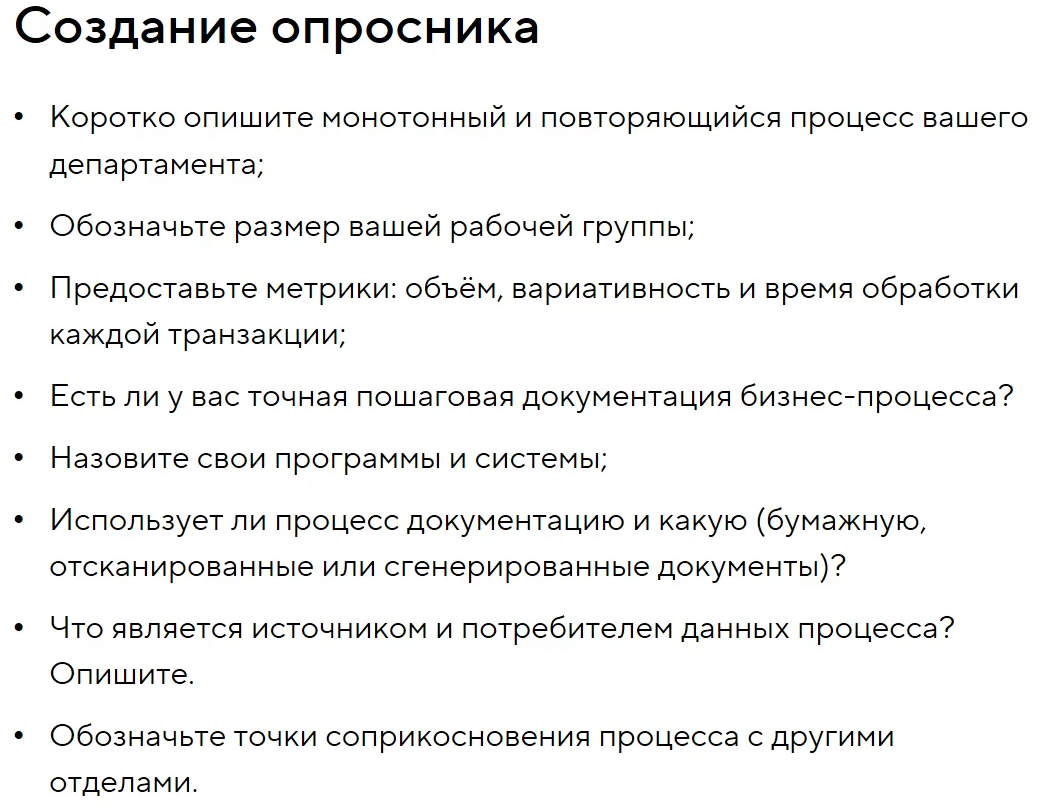 Создание опросника
• Коротко опишите монотонный и повторяющийся процесс вашего
департамента;
• Обозначьте размер вашей рабочей группы;
• Предоставьте метрики: объём, вариативность и время обработки
каждой транзакции;
• Есть ли у вас точная пошаговая документация бизнес-процесса?
• Назовите свои программы и системы;
• Использует ли процесс документацию и какую (бумажную,
отсканированные или сгенерированные документы)?
• Что является источником и потребителем данных процесса?
Опишите.
• Обозначьте точки соприкосновения процесса с другими
отделами.